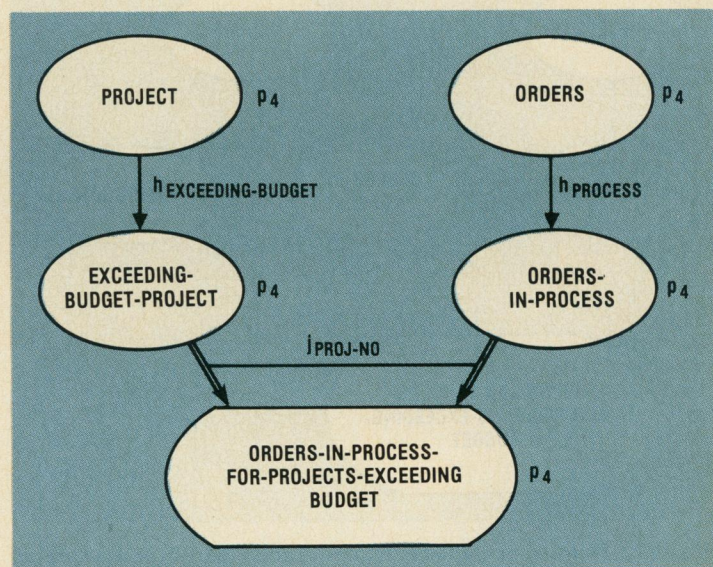 PROJECT
p4
ORDERS
p4
hEXCEEDING-BUDGET
hPROCESS
EXCEEDING-
BUDGET-PROJECT
p4
ORDERS-
IN-PROCESS
p4
jPROJ-NO
ORDERS-IN-PROCESS-
FOR-PROJECTS-EXCEEDING
BUDGET
p4